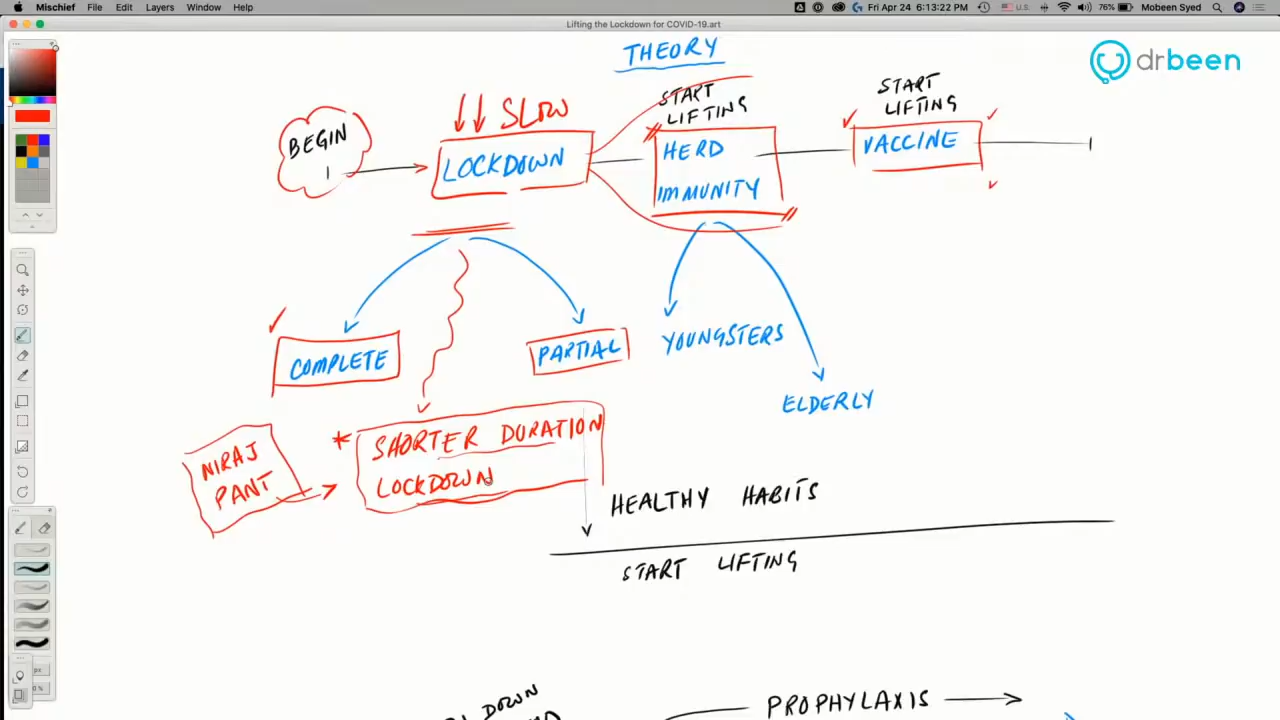 Mischief File Edit Layers Window Help
Fri Apr 24 6:13:22 U.S. 76% Mobeen Syed
Lifting the Lockdown for COVID-19.art
drbeen
THEORY
BEGIN
SLOW
LOCKDOWN
START
LIFTING
HERD
IMMUNITY
START
LIFTING
VACCINE
COMPLETE
PARTIAL
YOUNGSTERS
ELDERLY
NIRAJ
PANT
* SHORTER DURATION
LOCKDOWN
HEALTHY HABITS
START LIFTING
DOWN
PROPHYLAXIS